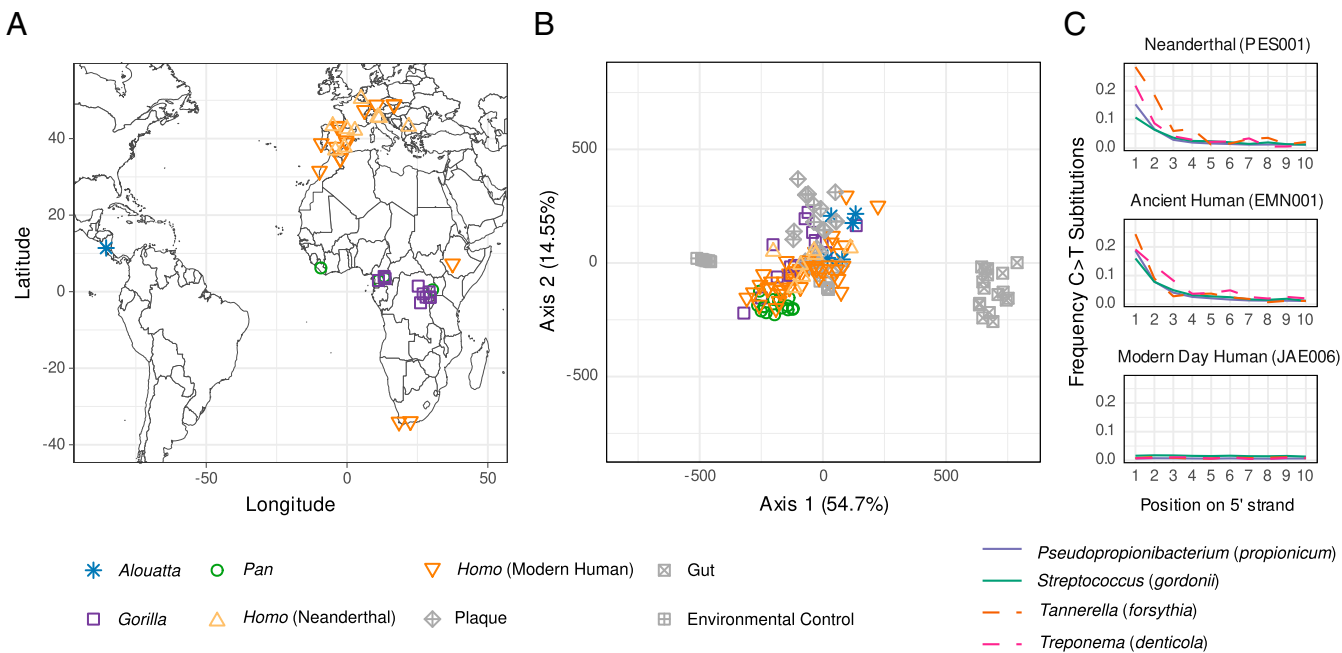 A
B
C
Latitude
40
20
0
-20
-40
-50
0
50
Longitude
Axis 2 (14.55%)
500
0
-500
-500
0
500
Axis 1 (54.7%)
Frequency C>T Substitutions
Neanderthal (PES001)
0.2
0.1
0.0
1 2 3 4 5 6 7 8 9 10
Ancient Human (EMN001)
0.2
0.1
0.0
1 2 3 4 5 6 7 8 9 10
Modern Day Human (JAE006)
0.2
0.1
0.0
1 2 3 4 5 6 7 8 9 10
Position on 5' strand
Alouatta
Pan
Homo (Modern Human)
Gut
Gorilla
Homo (Neanderthal)
Plaque
Environmental Control
Pseudopropionibacterium (propionicum)
Streptococcus (gordonii)
Tannerella (forsythia)
Treponema (denticola)